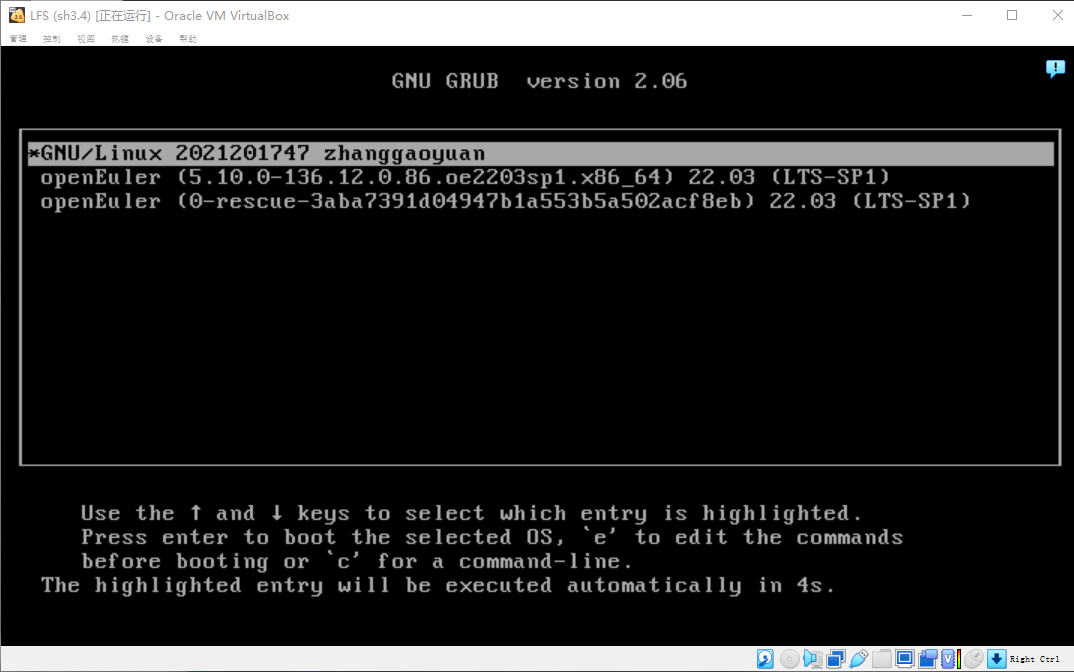 LFS (sh3.4) [正在运行] - Oracle VM VirtualBox
管理 控制 视图 热键 设备 帮助
GNU GRUB version 2.06
*GNU/Linux 2021201747 zhanggaoyuan
openEuler (5.10.0-136.12.0.86.oe2203sp1.x86_64) 22.03 (LTS-SP1)
openEuler (0-rescue-3aba7391d04947b1a553b5a502acf8eb) 22.03 (LTS-SP1)
Use the ↑ and ↓ keys to select which entry is highlighted.
Press enter to boot the selected OS, `e' to edit the commands
before booting or `c' for a command-line.
The highlighted entry will be executed automatically in 4s.
Right Ctrl